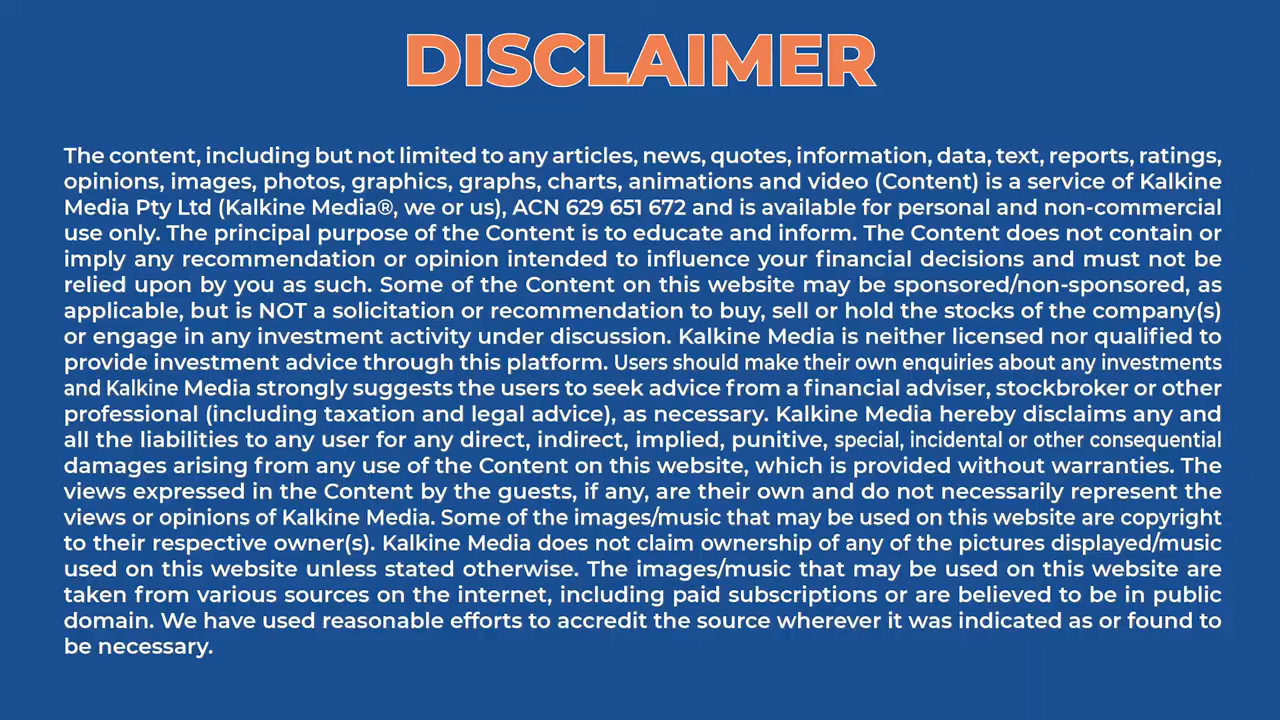 DISCLAIMER
The content, including but not limited to any articles, news, quotes, information, data, text, reports, ratings,
opinions, images, photos, graphics, graphs, charts, animations and video (Content) is a service of Kalkine
Media Pty Ltd (Kalkine Media®, we or us), ACN 629 651 672 and is available for personal and non-commercial
use only. The principal purpose of the Content is to educate and inform. The Content does not contain or
imply any recommendation or opinion intended to influence your financial decisions and must not be
relied upon by you as such. Some of the Content on this website may be sponsored/non-sponsored, as
applicable, but is NOT a solicitation or recommendation to buy, sell or hold the stocks of the company(s)
or engage in any investment activity under discussion. Kalkine Media is neither licensed nor qualified to
provide investment advice through this platform. Users should make their own enquiries about any investments
and Kalkine Media strongly suggests the users to seek advice from a financial adviser, stockbroker or other
professional (including taxation and legal advice), as necessary. Kalkine Media hereby disclaims any and
all the liabilities to any user for any direct, indirect, implied, punitive, special, incidental or other consequential
damages arising from any use of the Content on this website, which is provided without warranties. The
views expressed in the Content by the guests, if any, are their own and do not necessarily represent the
views or opinions of Kalkine Media. Some of the images/music that may be used on this website are copyright
to their respective owner(s). Kalkine Media does not claim ownership of any of the pictures displayed/music
used on this website unless stated otherwise. The images/music that may be used on this website are
taken from various sources on the internet, including paid subscriptions or are believed to be in public
domain. We have used reasonable efforts to accredit the source wherever it was indicated as or found to
be necessary.